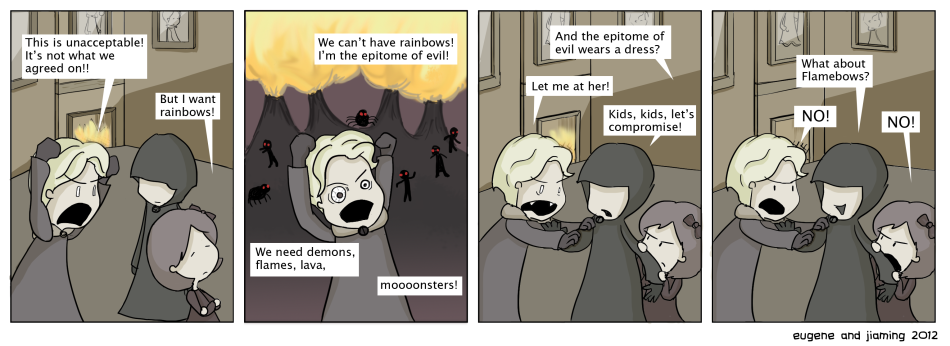 This is unacceptable!
It's not what we
agreed on!!
But I want
rainbows!
We can't have rainbows!
I'm the epitome of evil!
We need demons,
flames, lava,
moooonsters!
And the epitome of
evil wears a dress?
Let me at her!
Kids, kids, let's
compromise!
What about
Flamebows?
NO!
NO!
eugene and jiaming 2012